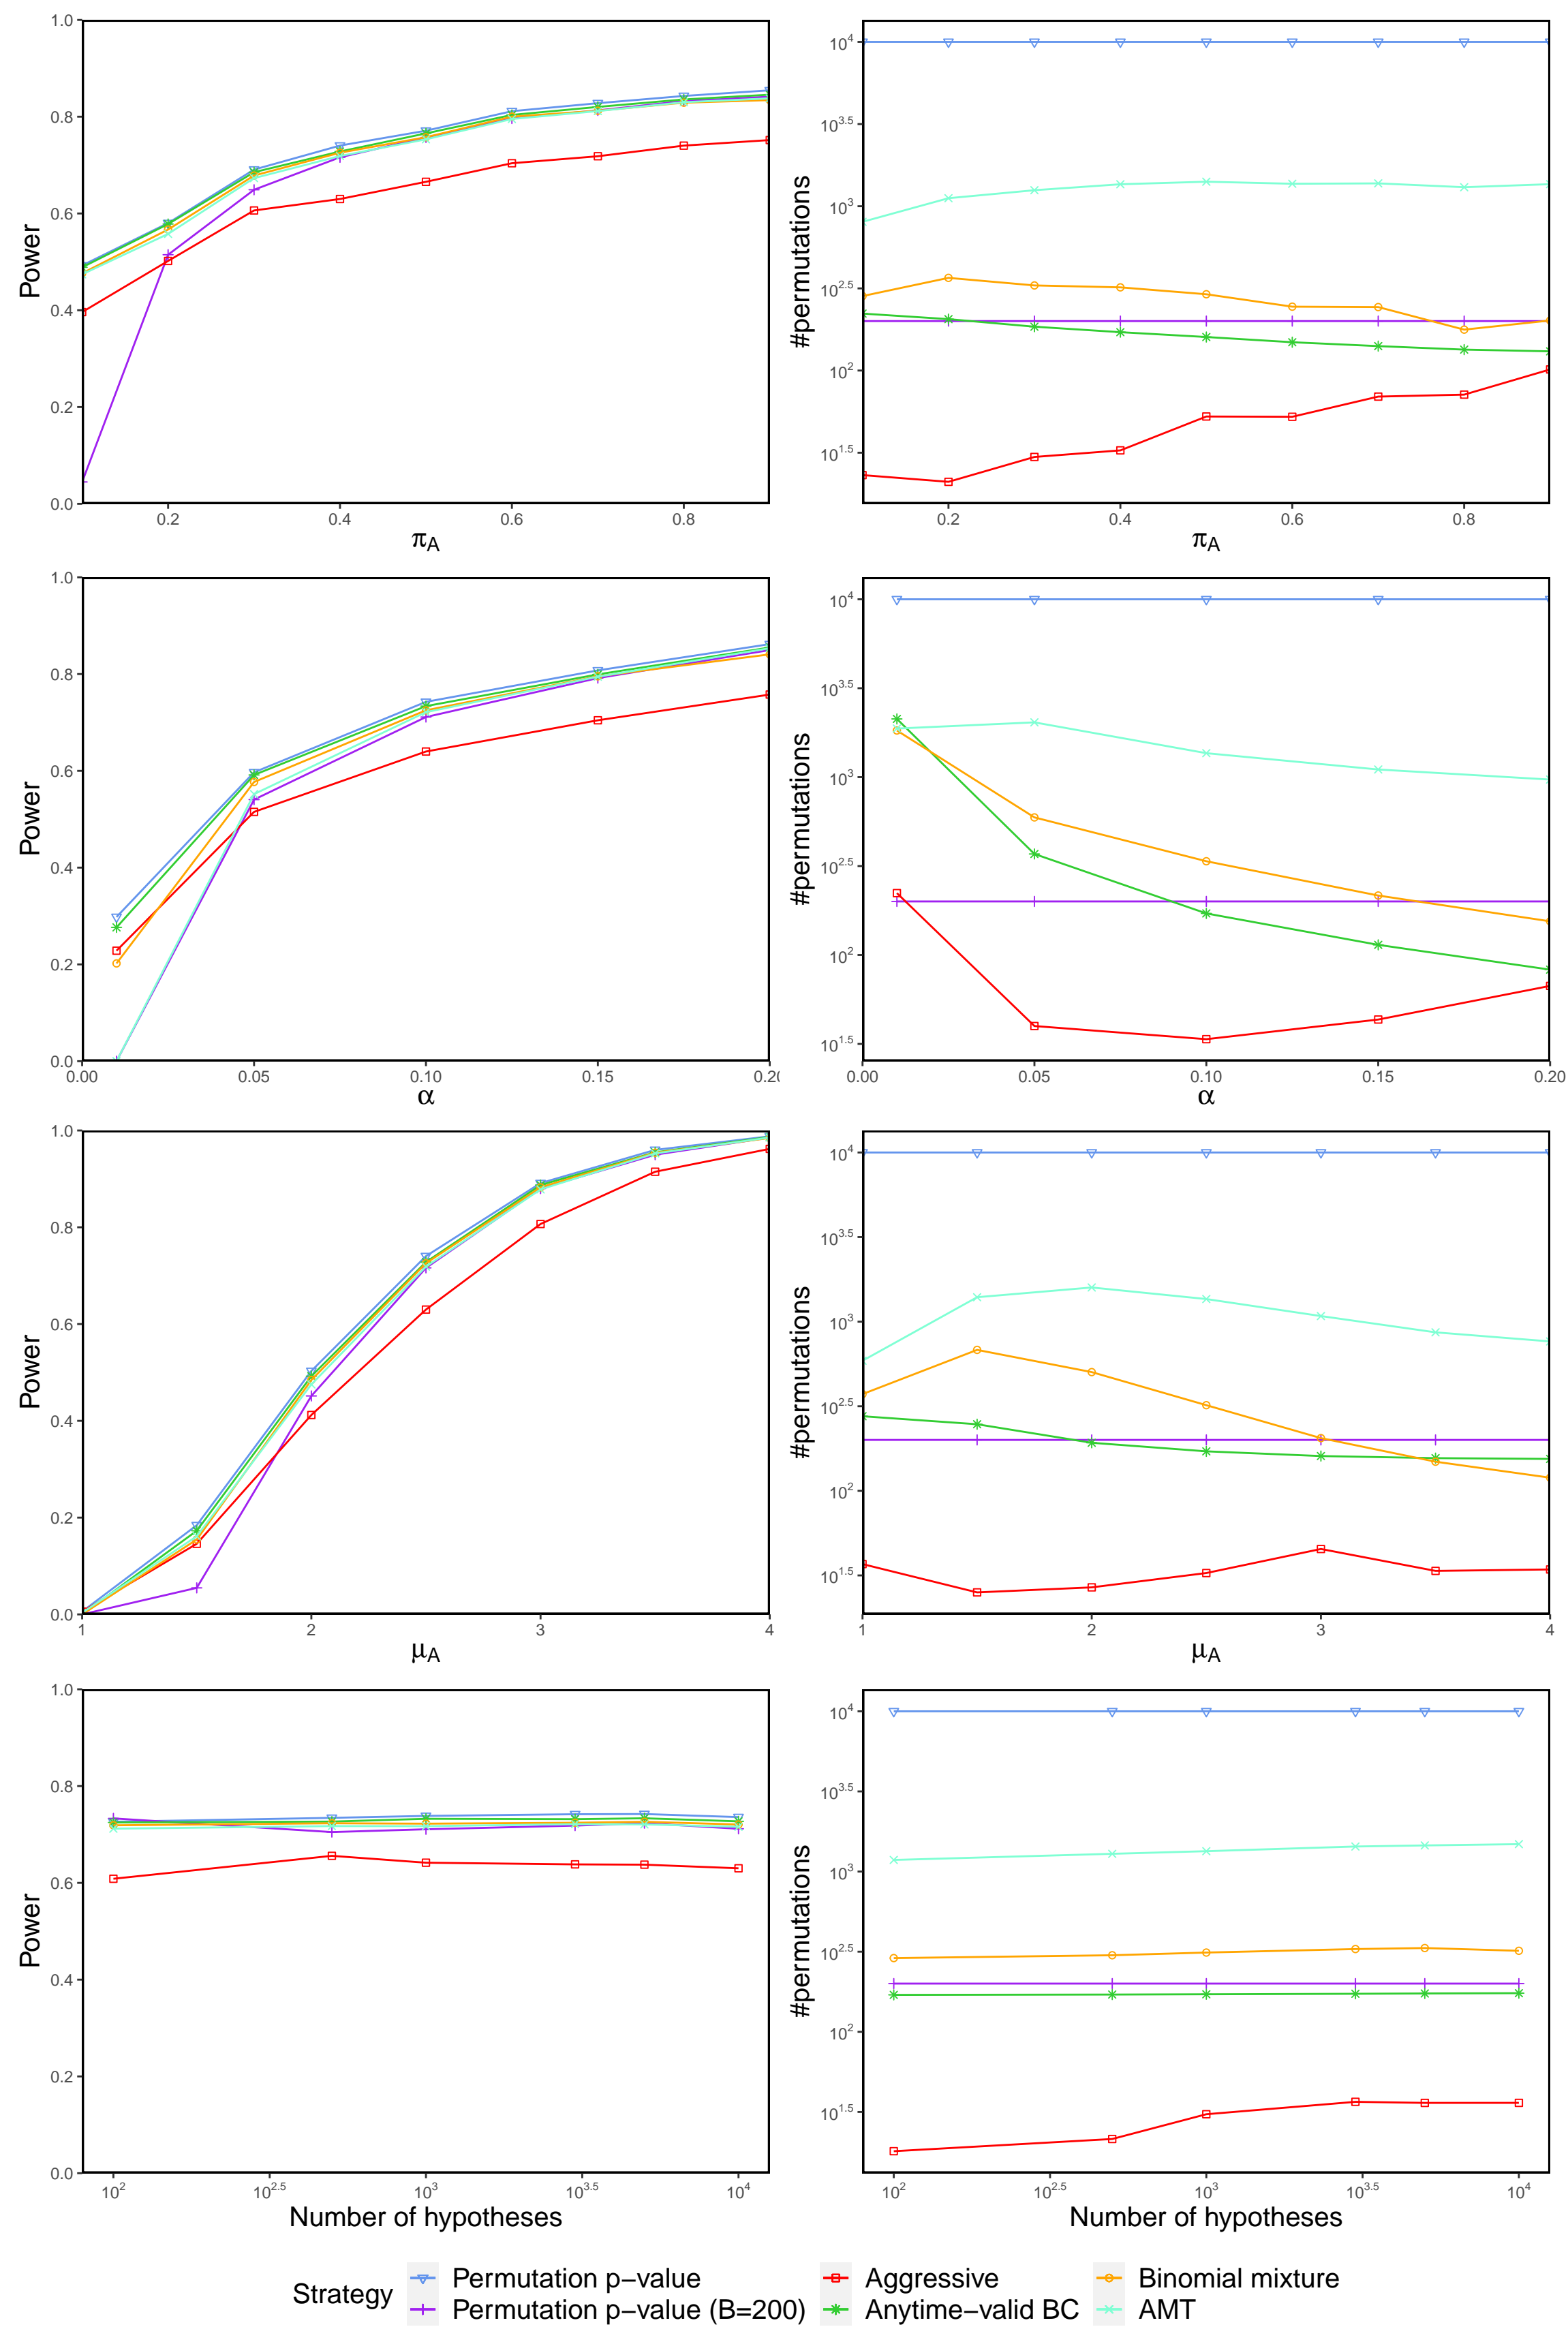 1.0
0.8
0.6
0.4
0.2
0.0
Power
0.2 0.4 0.6 0.8
πA
10^4
10^3.5
10^3
10^2.5
10^2
10^1.5
#permutations
0.2 0.4 0.6 0.8
πA
1.0
0.8
0.6
0.4
0.2
0.0
Power
0.00 0.05 0.10 0.15 0.20
α
10^4
10^3.5
10^3
10^2.5
10^2
10^1.5
#permutations
0.00 0.05 0.10 0.15 0.20
α
1.0
0.8
0.6
0.4
0.2
0.0
Power
1 2 3 4
μA
10^4
10^3.5
10^3
10^2.5
10^2
10^1.5
#permutations
1 2 3 4
μA
1.0
0.8
0.6
0.4
0.2
0.0
Power
10^2 10^2.5 10^3 10^3.5 10^4
Number of hypotheses
10^4
10^3.5
10^3
10^2.5
10^2
10^1.5
#permutations
10^2 10^2.5 10^3 10^3.5 10^4
Number of hypotheses
Strategy
Permutation p−value
Permutation p−value (B=200)
Aggressive
Anytime−valid BC
Binomial mixture
AMT